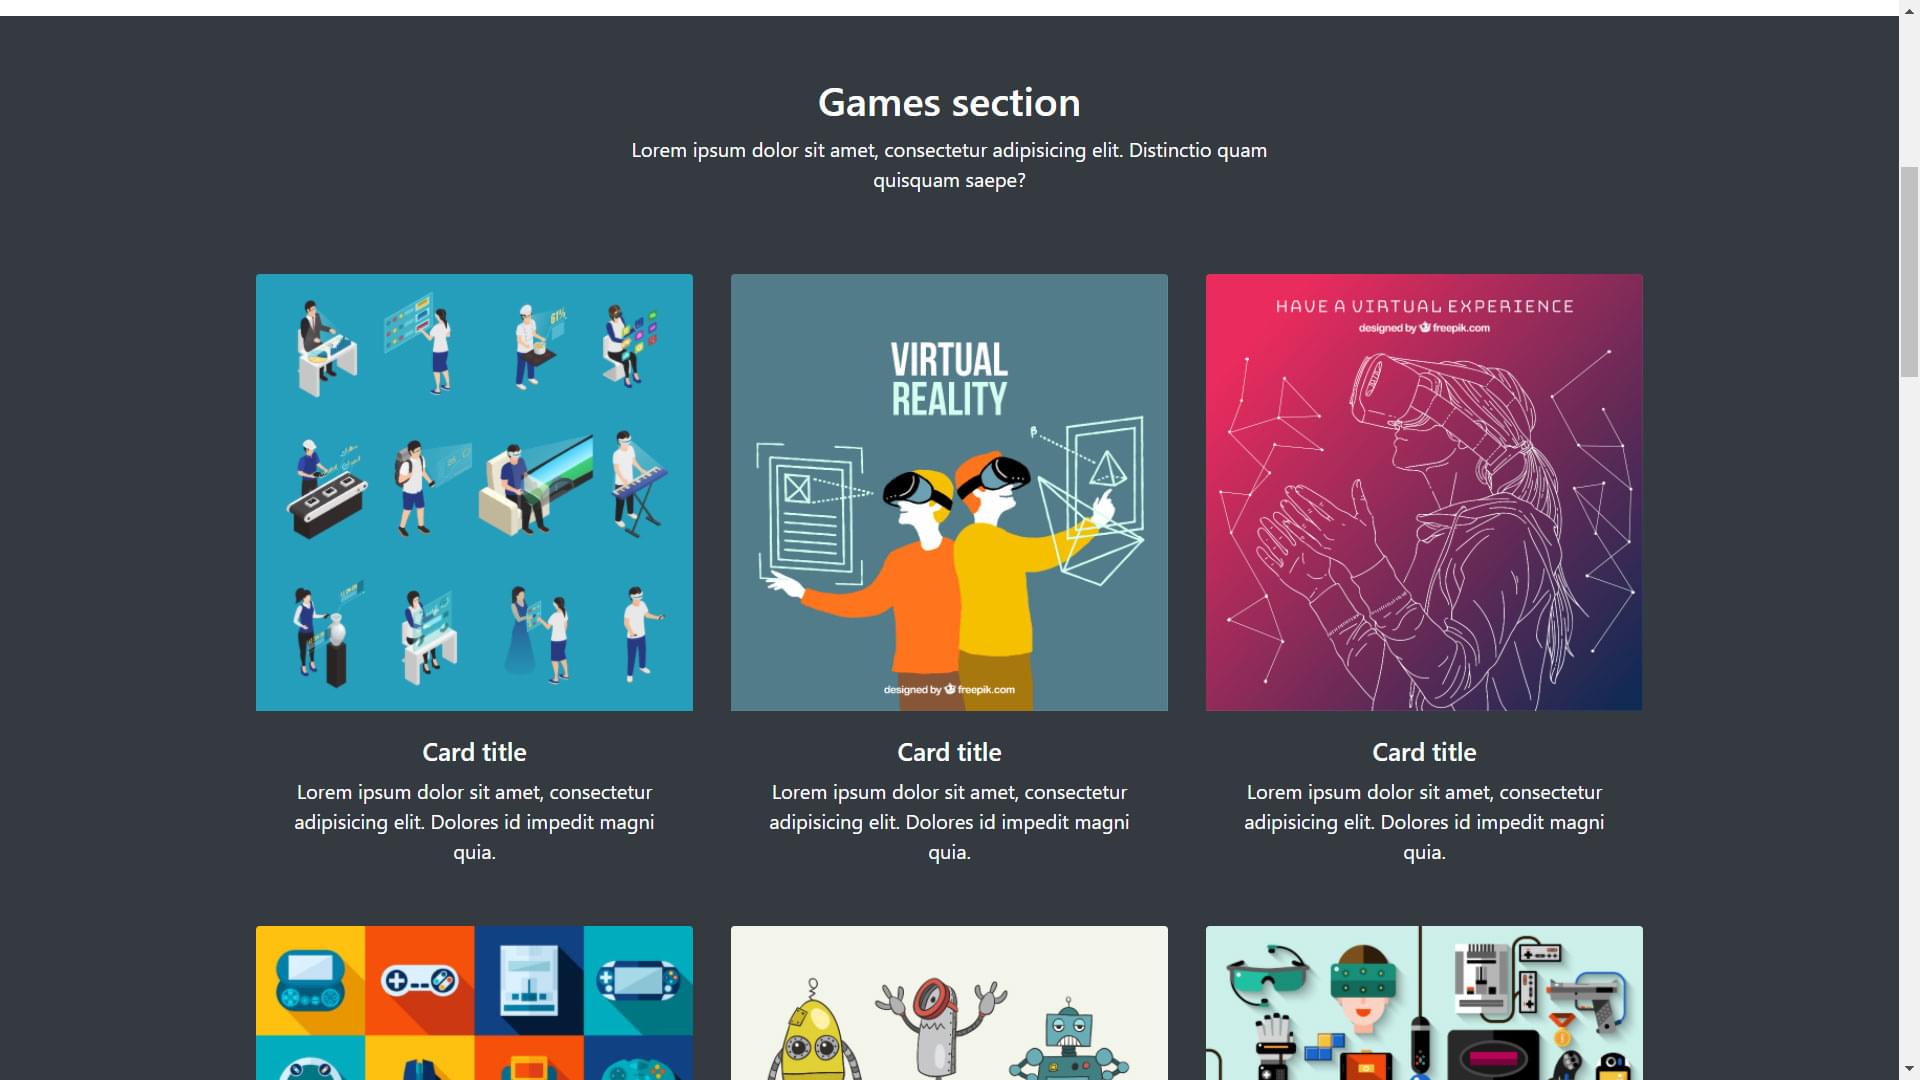 Games section
Lorem ipsum dolor sit amet, consectetur adipisicing elit. Distinctio quam
quisquam saepe?
61%
VIRTUAL
REALITY
β
designed by freepik.com
HAVE A VIRTUAL EXPERIENCE
designed by freepik.com
Card title
Lorem ipsum dolor sit amet, consectetur
adipisicing elit. Dolores id impedit magni
quia.
Card title
Lorem ipsum dolor sit amet, consectetur
adipisicing elit. Dolores id impedit magni
quia.
Card title
Lorem ipsum dolor sit amet, consectetur
adipisicing elit. Dolores id impedit magni
quia.